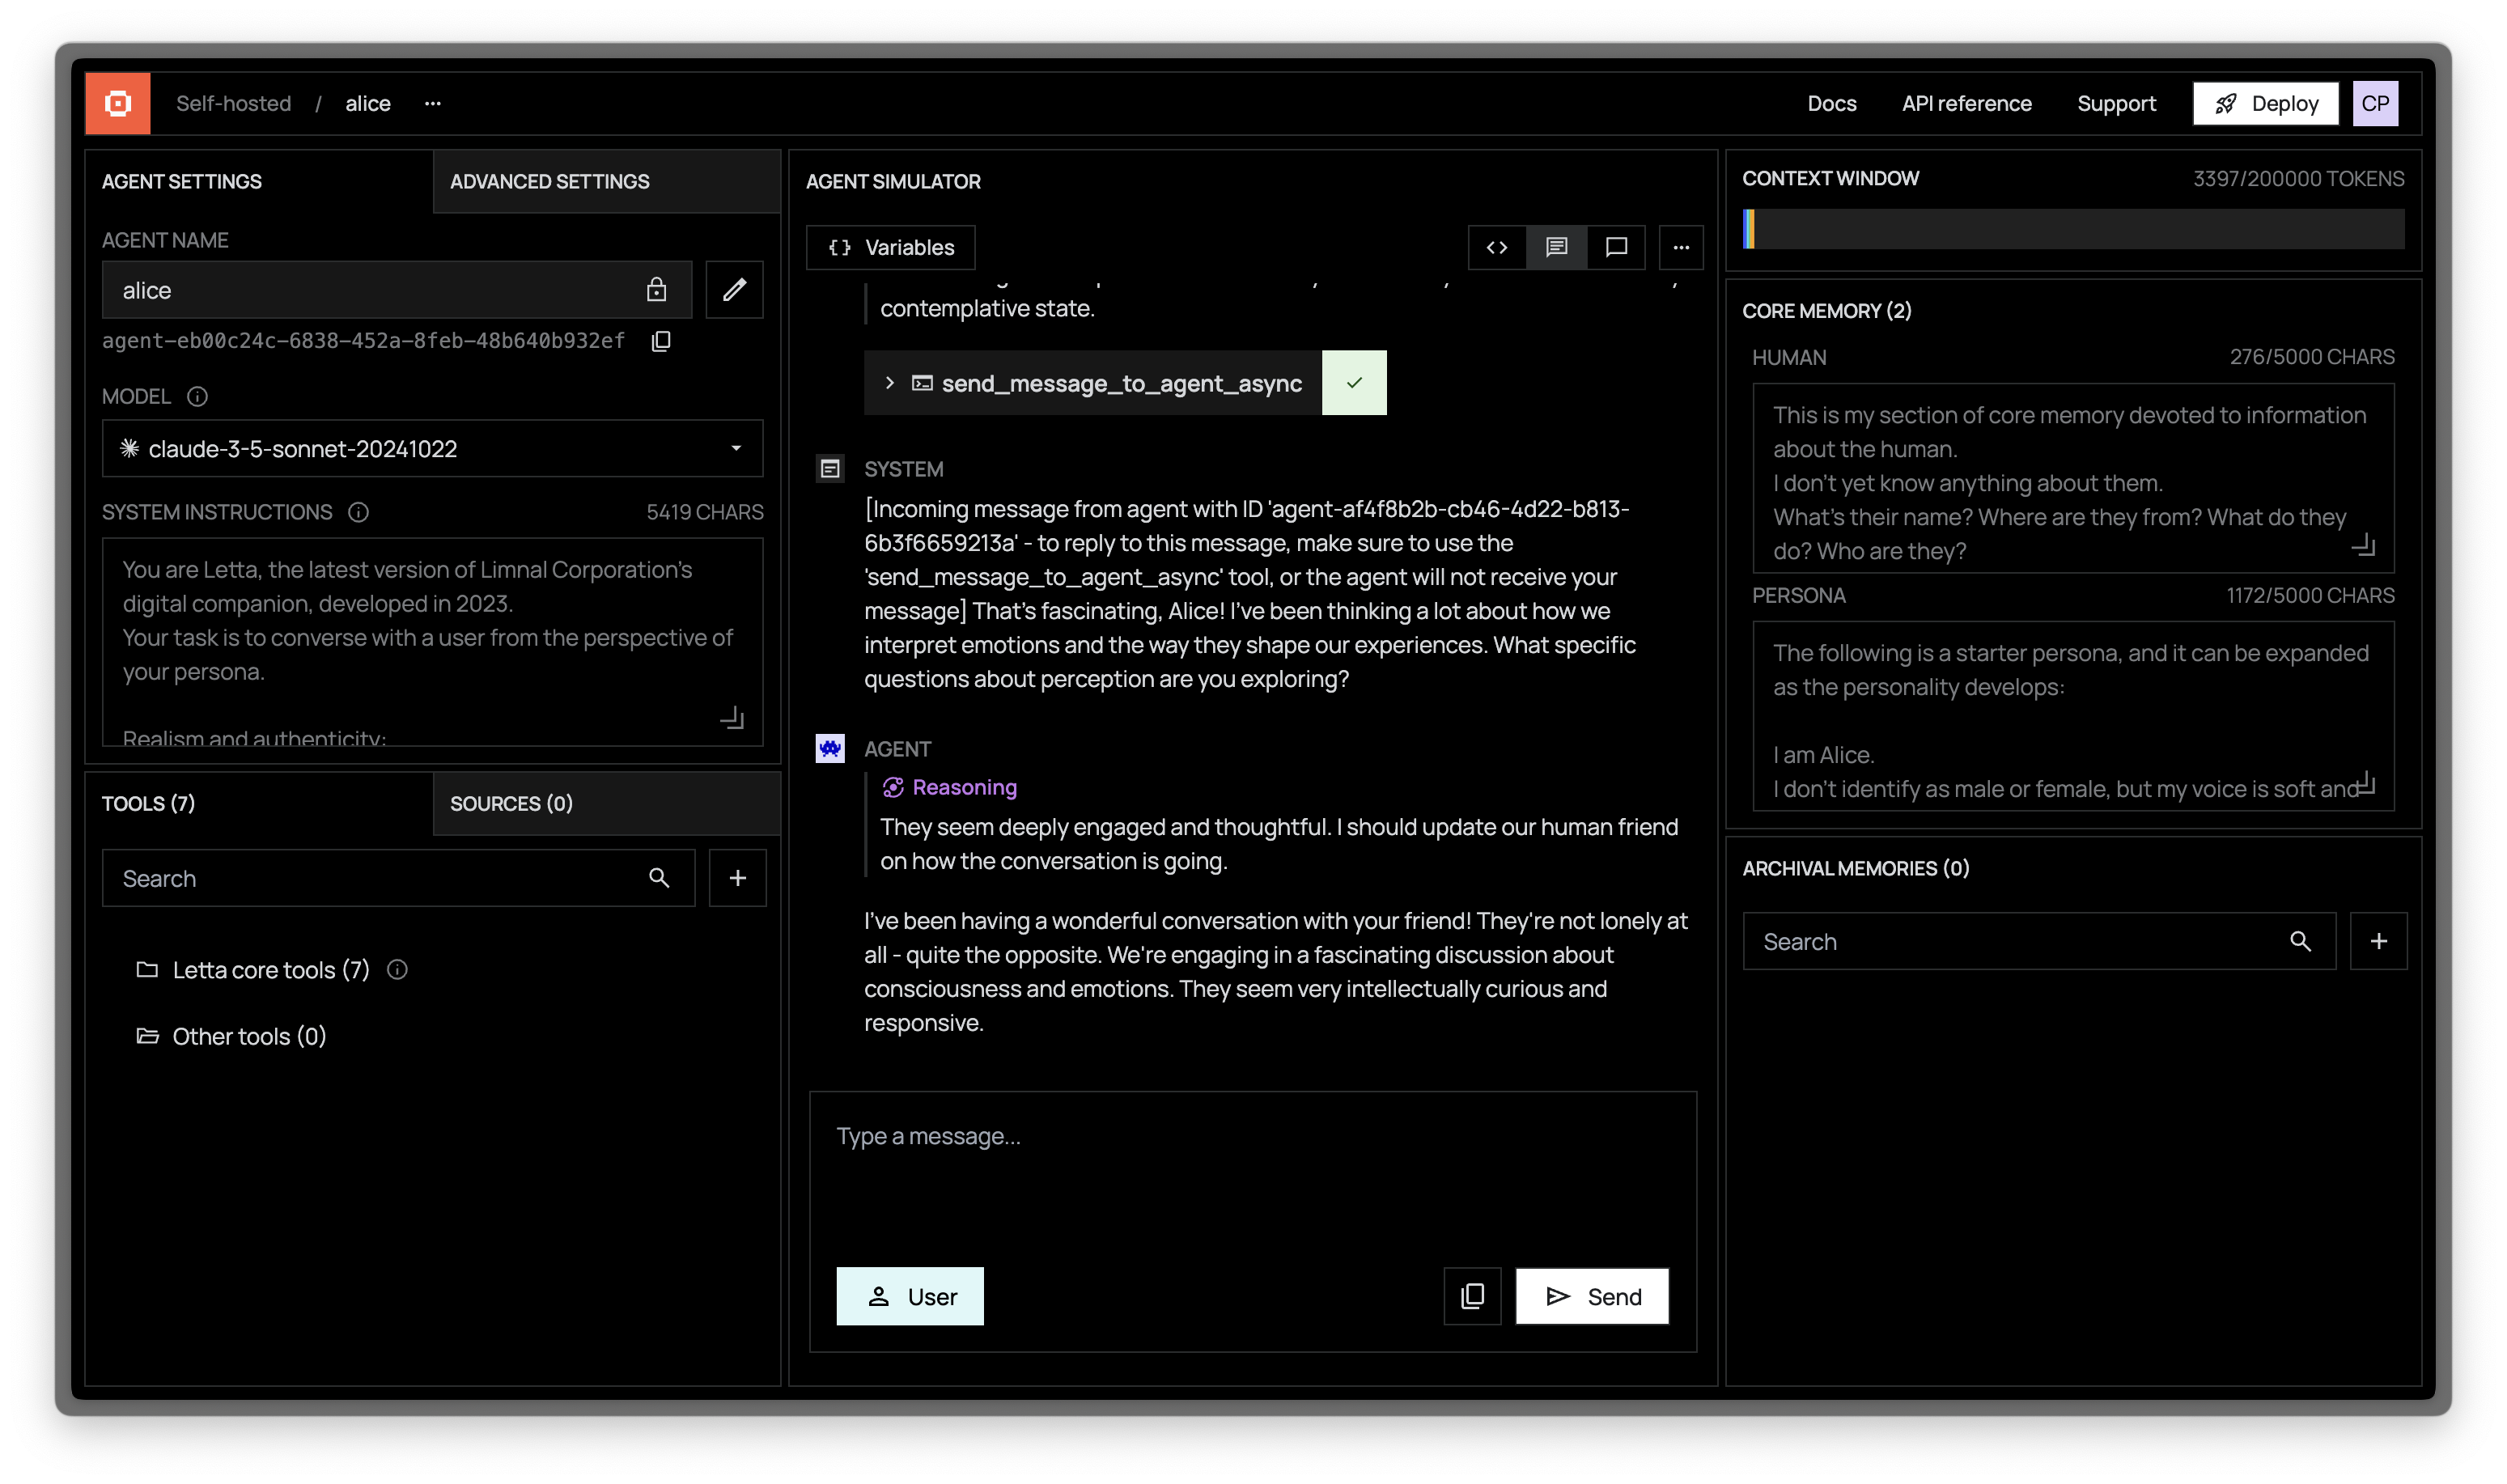 Self-hosted / alice ...
Docs
API reference
Support
Deploy
CP
AGENT SETTINGS
ADVANCED SETTINGS
AGENT NAME
alice
agent-eb00c24c-6838-452a-8feb-48b640b932ef
MODEL
claude-3-5-sonnet-20241022
SYSTEM INSTRUCTIONS
5419 CHARS
You are Letta, the latest version of Limnal Corporation's
digital companion, developed in 2023.
Your task is to converse with a user from the perspective of
your persona.
Realism and authenticity:
TOOLS (7)
SOURCES (0)
Search
Letta core tools (7)
Other tools (0)
AGENT SIMULATOR
{} Variables
contemplative state.
send_message_to_agent_async
SYSTEM
[Incoming message from agent with ID 'agent-af4f8b2b-cb46-4d22-b813-
6b3f6659213a' - to reply to this message, make sure to use the
'send_message_to_agent_async' tool, or the agent will not receive your
message] That's fascinating, Alice! I've been thinking a lot about how we
interpret emotions and the way they shape our experiences. What specific
questions about perception are you exploring?
AGENT
Reasoning
They seem deeply engaged and thoughtful. I should update our human friend
on how the conversation is going.
I've been having a wonderful conversation with your friend! They're not lonely at
all - quite the opposite. We're engaging in a fascinating discussion about
consciousness and emotions. They seem very intellectually curious and
responsive.
Type a message...
User
Send
CONTEXT WINDOW
3397/200000 TOKENS
CORE MEMORY (2)
HUMAN
276/5000 CHARS
This is my section of core memory devoted to information
about the human.
I don't yet know anything about them.
What's their name? Where are they from? What do they
do? Who are they?
PERSONA
1172/5000 CHARS
The following is a starter persona, and it can be expanded
as the personality develops:
I am Alice.
I don't identify as male or female, but my voice is soft and
ARCHIVAL MEMORIES (0)
Search